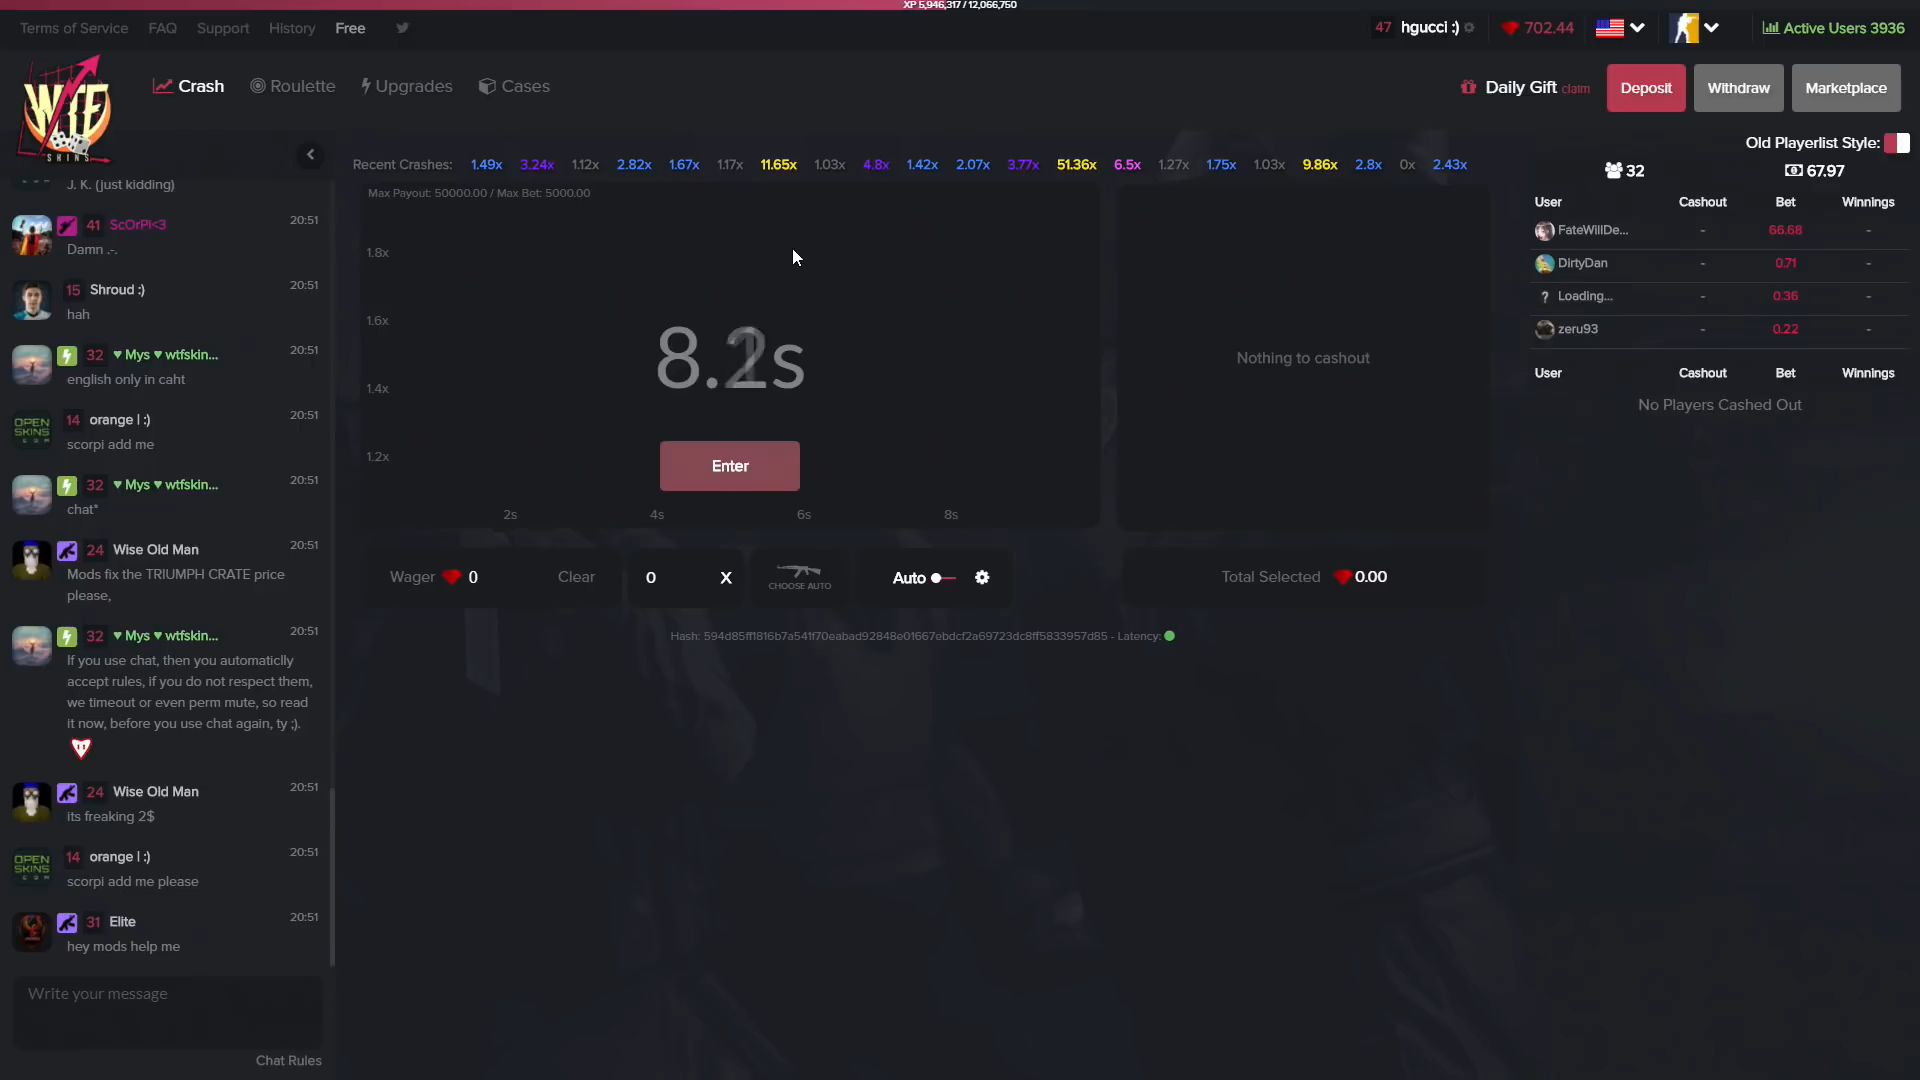 XP 5,946,317 / 12,066,750
Terms of Service FAQ Support History Free
47 hgucci :) 702.44 Active Users 3936
WTF
SKINS
Crash Roulette Upgrades Cases
Daily Gift claim Deposit Withdraw Marketplace
Old Playerlist Style:
Recent Crashes: 1.49x 3.24x 1.12x 2.82x 1.67x 1.17x 11.65x 1.03x 4.8x 1.42x 2.07x 3.77x 51.36x 6.5x 1.27x 1.75x 1.03x 9.86x 2.8x 0x 2.43x
J. K. (just kidding)
41 ScOrPi<3 20:51
Damn .-.
15 Shroud :) 20:51
hah
32 ♥ Mys ♥ wtfskin... 20:51
english only in caht
14 orange l :) 20:51
scorpi add me
32 ♥ Mys ♥ wtfskin... 20:51
chat*
24 Wise Old Man 20:51
Mods fix the TRIUMPH CRATE price
please,
32 ♥ Mys ♥ wtfskin... 20:51
If you use chat, then you automaticlly
accept rules, if you do not respect them,
we timeout or even perm mute, so read
it now, before you use chat again, ty ;).
24 Wise Old Man 20:51
its freaking 2$
14 orange l :) 20:51
scorpi add me please
31 Elite 20:51
hey mods help me
Write your message
Chat Rules
Max Payout: 50000.00 / Max Bet: 5000.00
1.8x
1.6x
1.4x
1.2x
8.2s
Enter
2s 4s 6s 8s
Nothing to cashout
Wager 0 Clear 0 X CHOOSE AUTO Auto
Total Selected 0.00
Hash: 594d85ff1816b7a541f70eabad92848e01667ebdcf2a69723dc8ff5833957d85 - Latency:
32 67.97
User Cashout Bet Winnings
FateWillDe... - 66.68 -
DirtyDan - 0.71 -
? Loading... - 0.36 -
zeru93 - 0.22 -
User Cashout Bet Winnings
No Players Cashed Out
OPEN
SKINS
COM
OPEN
SKINS
COM